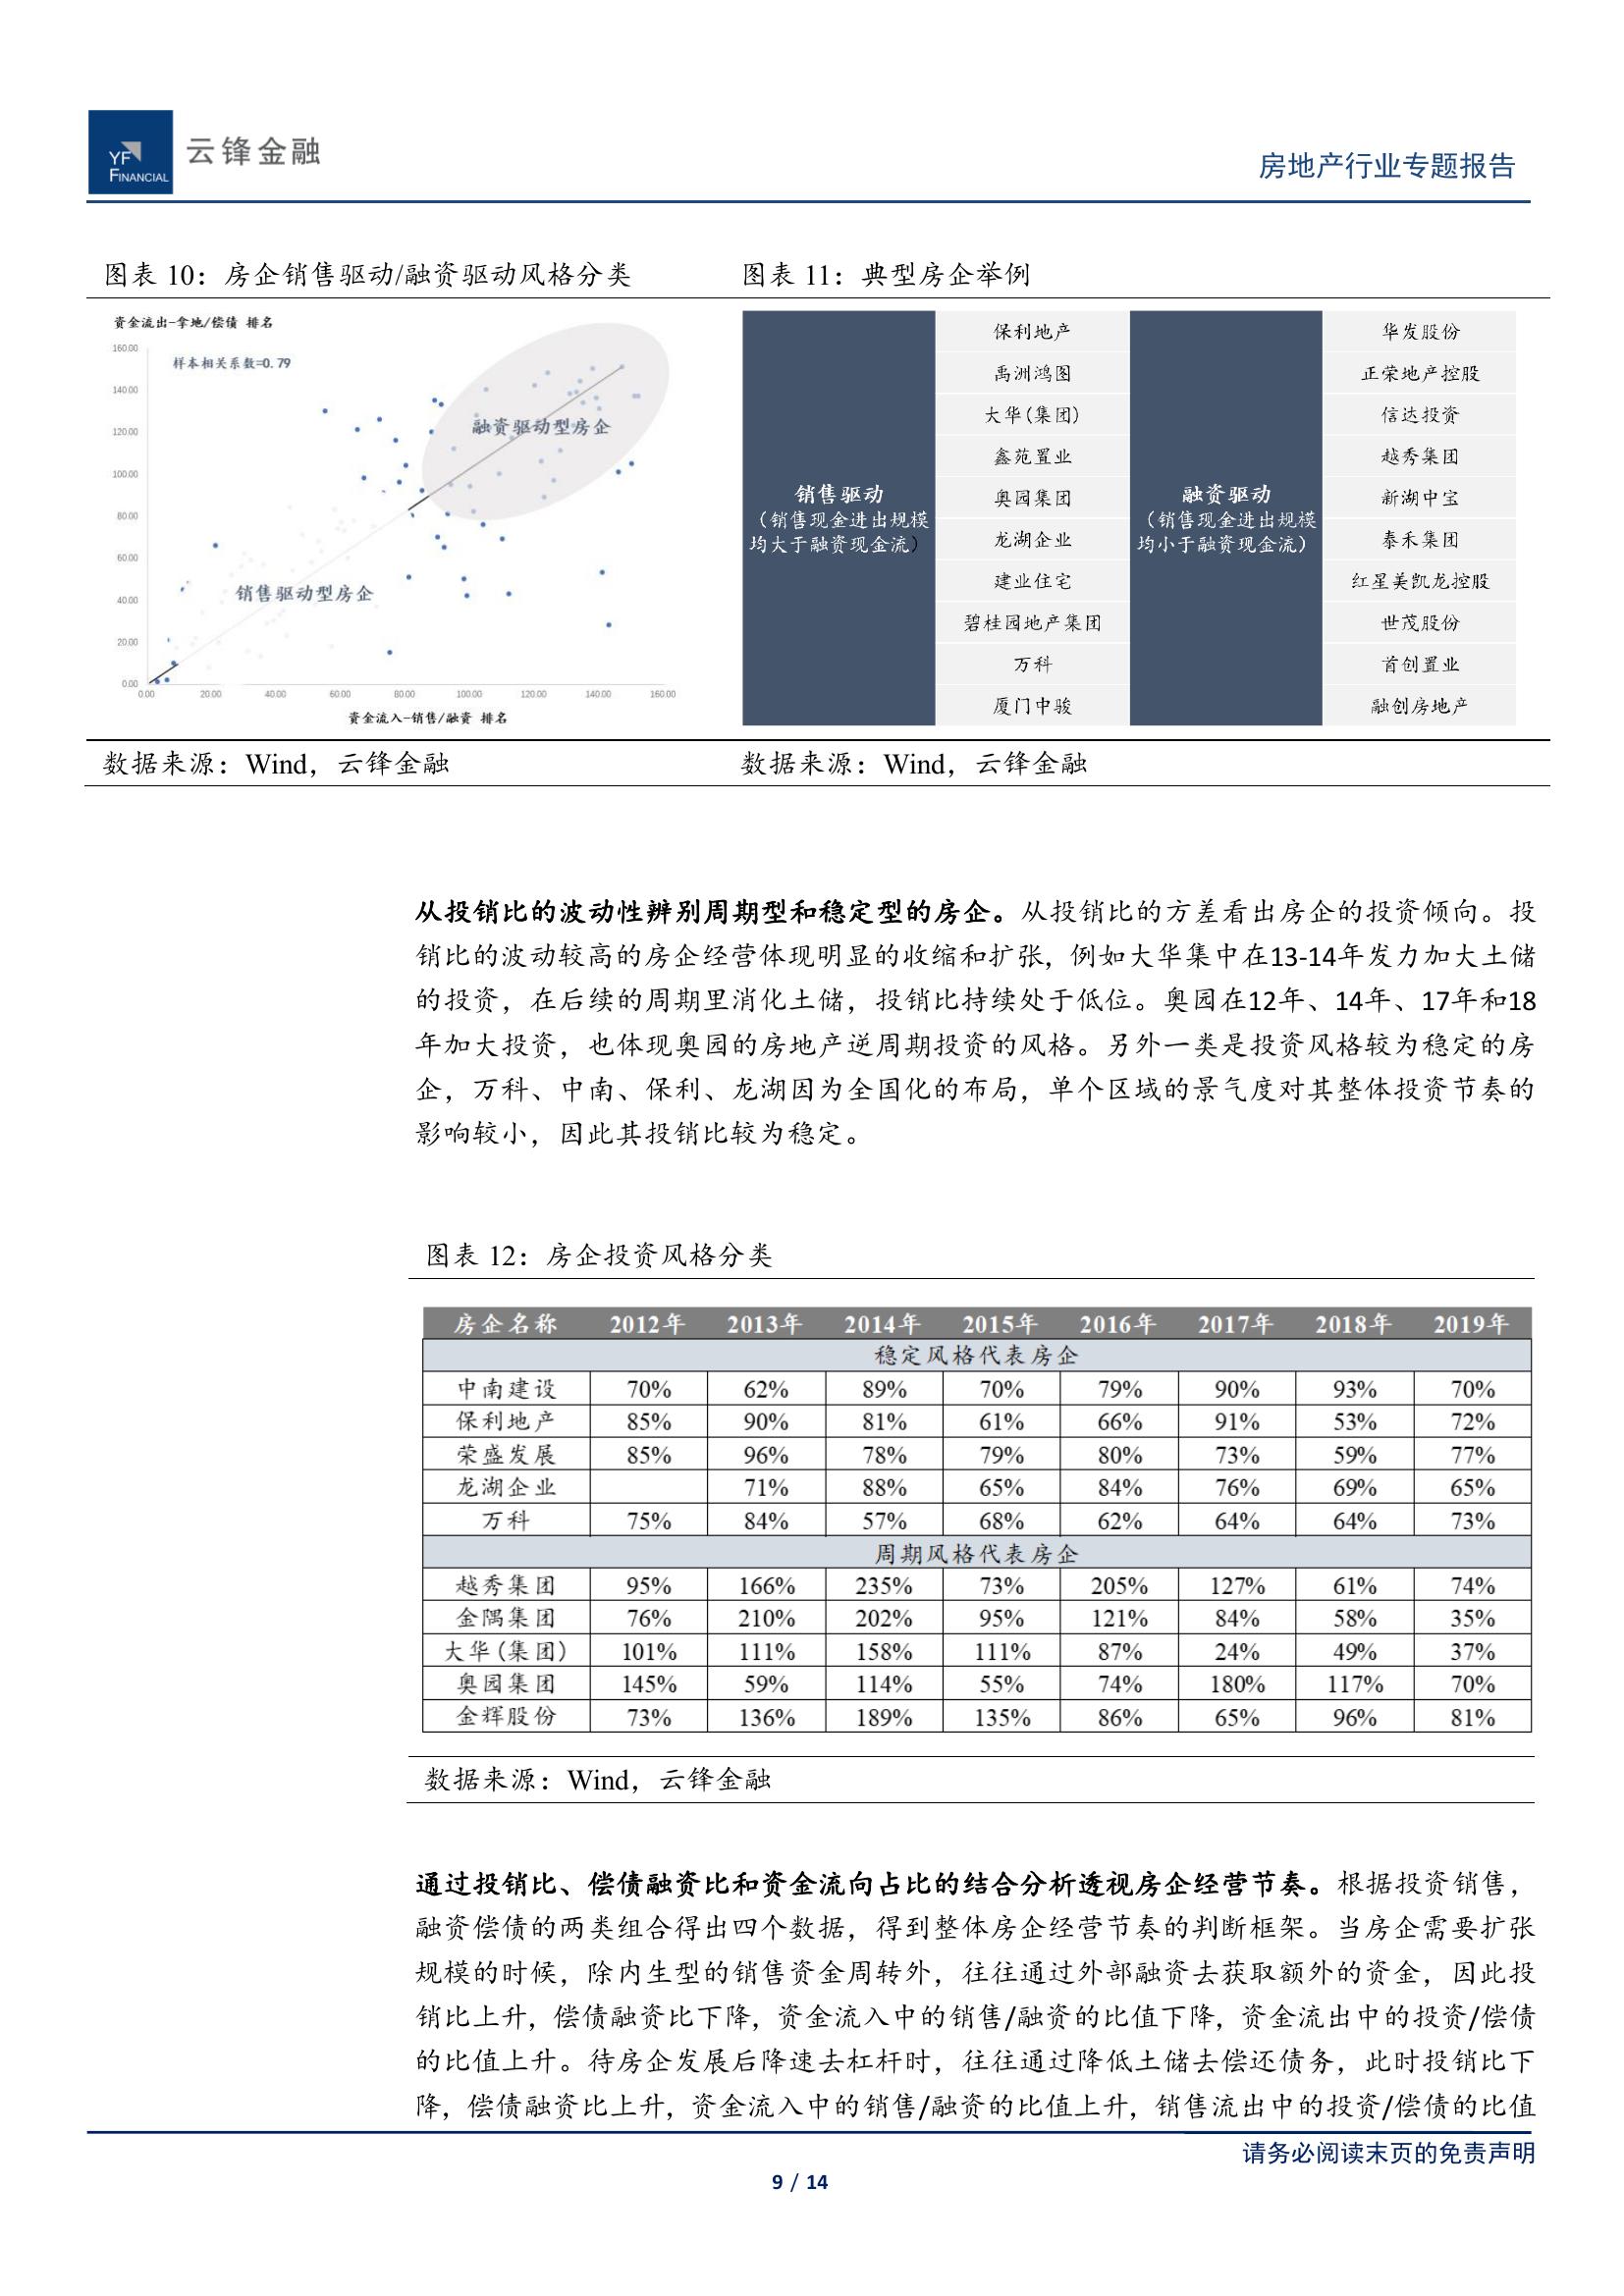 YF
FINANCIAL
云锋金融
房地产行业专题报告
图表 10：房企销售驱动/融资驱动风格分类
资金流出-拿地/偿债 排名
样本相关系数=0.79
160.00
140.00
120.00
100.00
80.00
60.00
40.00
20.00
0.00
融资驱动型房企
销售驱动型房企
0.00 20.00 40.00 60.00 80.00 100.00 120.00 140.00 160.00
资金流入-销售/融资 排名
数据来源：Wind，云锋金融
图表 11：典型房企举例
销售驱动
（销售现金进出规模
均大于融资现金流）
保利地产
禹洲鸿图
大华(集团)
鑫苑置业
奥园集团
龙湖企业
建业住宅
碧桂园地产集团
万科
厦门中骏
融资驱动
（销售现金进出规模
均小于融资现金流）
华发股份
正荣地产控股
信达投资
越秀集团
新湖中宝
泰禾集团
红星美凯龙控股
世茂股份
首创置业
融创房地产
数据来源：Wind，云锋金融
从投销比的波动性辨别周期型和稳定型的房企。从投销比的方差看出房企的投资倾向。投
销比的波动较高的房企经营体现明显的收缩和扩张，例如大华集中在13-14年发力加大土储
的投资，在后续的周期里消化土储，投销比持续处于低位。奥园在12年、14年、17年和18
年加大投资，也体现奥园的房地产逆周期投资的风格。另外一类是投资风格较为稳定的房
企，万科、中南、保利、龙湖因为全国化的布局，单个区域的景气度对其整体投资节奏的
影响较小，因此其投销比较为稳定。
图表 12：房企投资风格分类
房企名称 2012年 2013年 2014年 2015年 2016年 2017年 2018年 2019年
稳定风格代表房企
中南建设 70% 62% 89% 70% 79% 90% 93% 70%
保利地产 85% 90% 81% 61% 66% 91% 53% 72%
荣盛发展 85% 96% 78% 79% 80% 73% 59% 77%
龙湖企业 71% 88% 65% 84% 76% 69% 65%
万科 75% 84% 57% 68% 62% 64% 64% 73%
周期风格代表房企
越秀集团 95% 166% 235% 73% 205% 127% 61% 74%
金隅集团 76% 210% 202% 95% 121% 84% 58% 35%
大华(集团) 101% 111% 158% 111% 87% 24% 49% 37%
奥园集团 145% 59% 114% 55% 74% 180% 117% 70%
金辉股份 73% 136% 189% 135% 86% 65% 96% 81%
数据来源：Wind，云锋金融
通过投销比、偿债融资比和资金流向占比的结合分析透视房企经营节奏。根据投资销售，
融资偿债的两类组合得出四个数据，得到整体房企经营节奏的判断框架。当房企需要扩张
规模的时候，除内生型的销售资金周转外，往往通过外部融资去获取额外的资金，因此投
销比上升，偿债融资比下降，资金流入中的销售/融资的比值下降，资金流出中的投资/偿债
的比值上升。待房企发展后降速去杠杆时，往往通过降低土储去偿还债务，此时投销比下
降，偿债融资比上升，资金流入中的销售/融资的比值上升，销售流出中的投资/偿债的比值
请务必阅读末页的免责声明
9 / 14